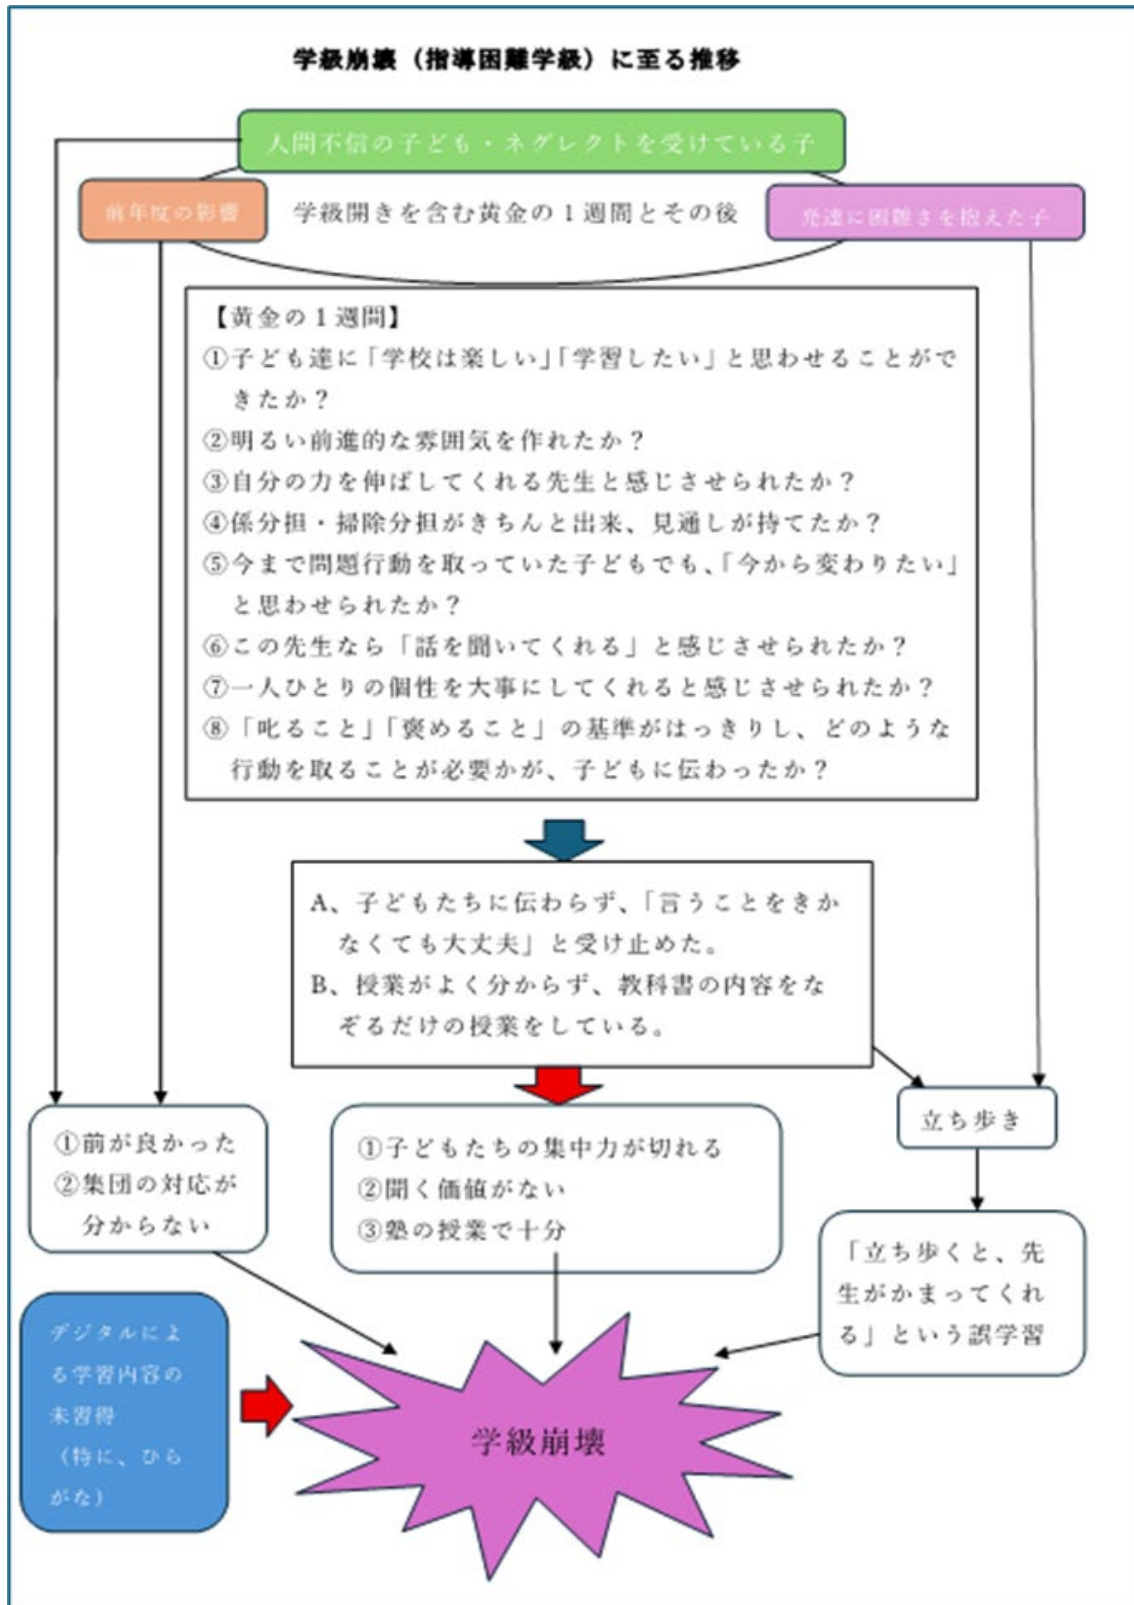 学級崩壊（指導困難学級）に至る推移
人間不信の子ども・ネグレクトを受けている子
前年度の影響
学級開きを含む黄金の１週間とその後
発達に困難さを抱えた子
【黄金の１週間】
①子ども達に「学校は楽しい」「学習したい」と思わせることがで
きたか？
②明るい前進的な雰囲気を作れたか？
③自分の力を伸ばしてくれる先生と感じさせられたか？
④係分担・掃除分担がきちんと出来、見通しが持てたか？
⑤今まで問題行動を取っていた子どもでも、「今から変わりたい」
と思わせられたか？
⑥この先生なら「話を聞いてくれる」と感じさせられたか？
⑦一人ひとりの個性を大事にしてくれると感じさせられたか？
⑧「叱ること」「褒めること」の基準がはっきりし、どのような
行動を取ることが必要かが、子どもに伝わったか？
A、子どもたちに伝わらず、「言うことをきか
なくても大丈夫」と受け止めた。
B、授業がよく分からず、教科書の内容をな
ぞるだけの授業をしている。
①前が良かった
②集団の対応が
分からない
①子どもたちの集中力が切れる
②聞く価値がない
③塾の授業で十分
立ち歩き
「立ち歩くと、先
生がかまってくれ
る」という誤学習
デジタルによ
る学習内容の
未習得
（特に、ひら
がな）
学級崩壊